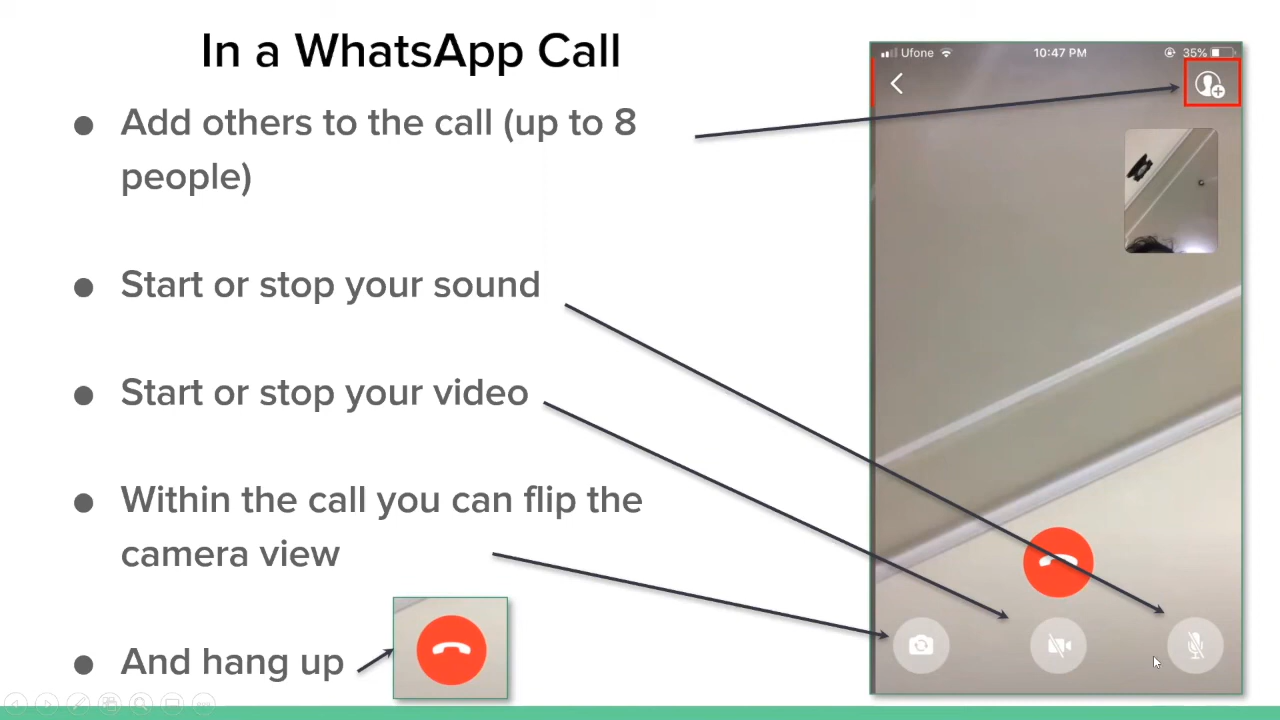 In a WhatsApp Call
● Add others to the call (up to 8
people)
● Start or stop your sound
● Start or stop your video
● Within the call you can flip the
camera view
● And hang up
Ufone 10:47 PM 35%